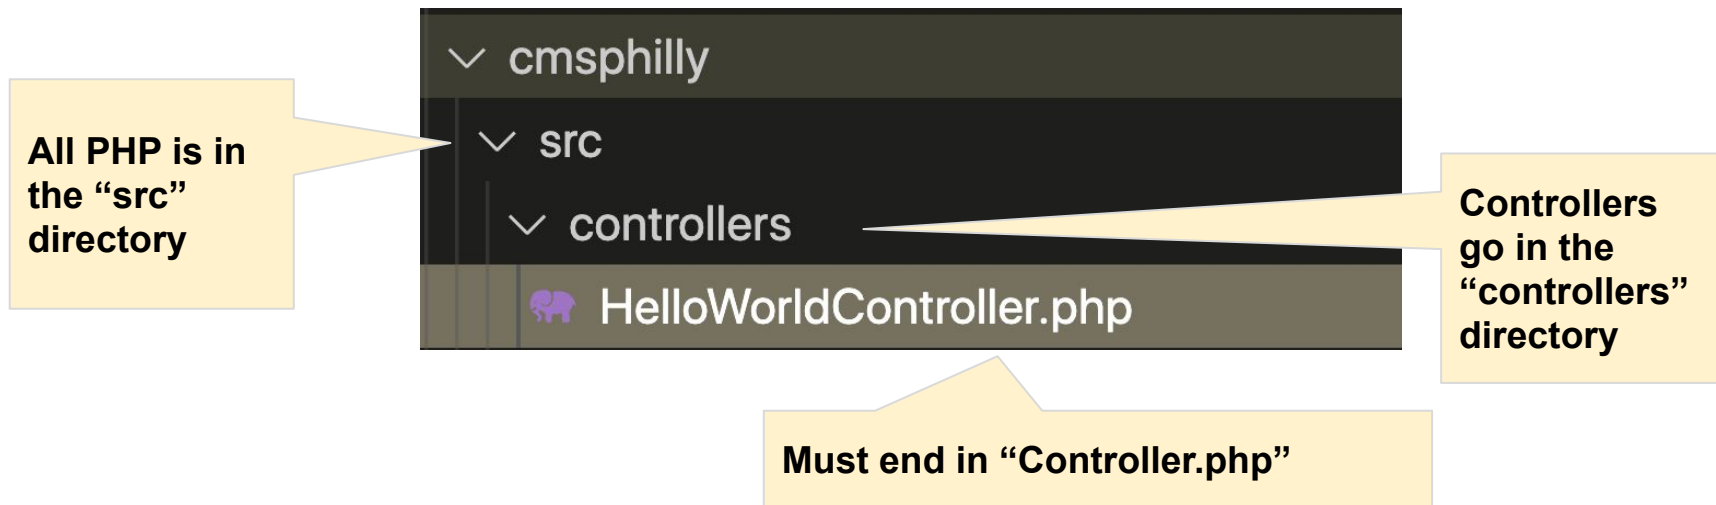 cmsphilly
src
controllers
HelloWorldController.php
All PHP is in
the “src”
directory
Controllers
go in the
“controllers”
directory
Must end in “Controller.php”